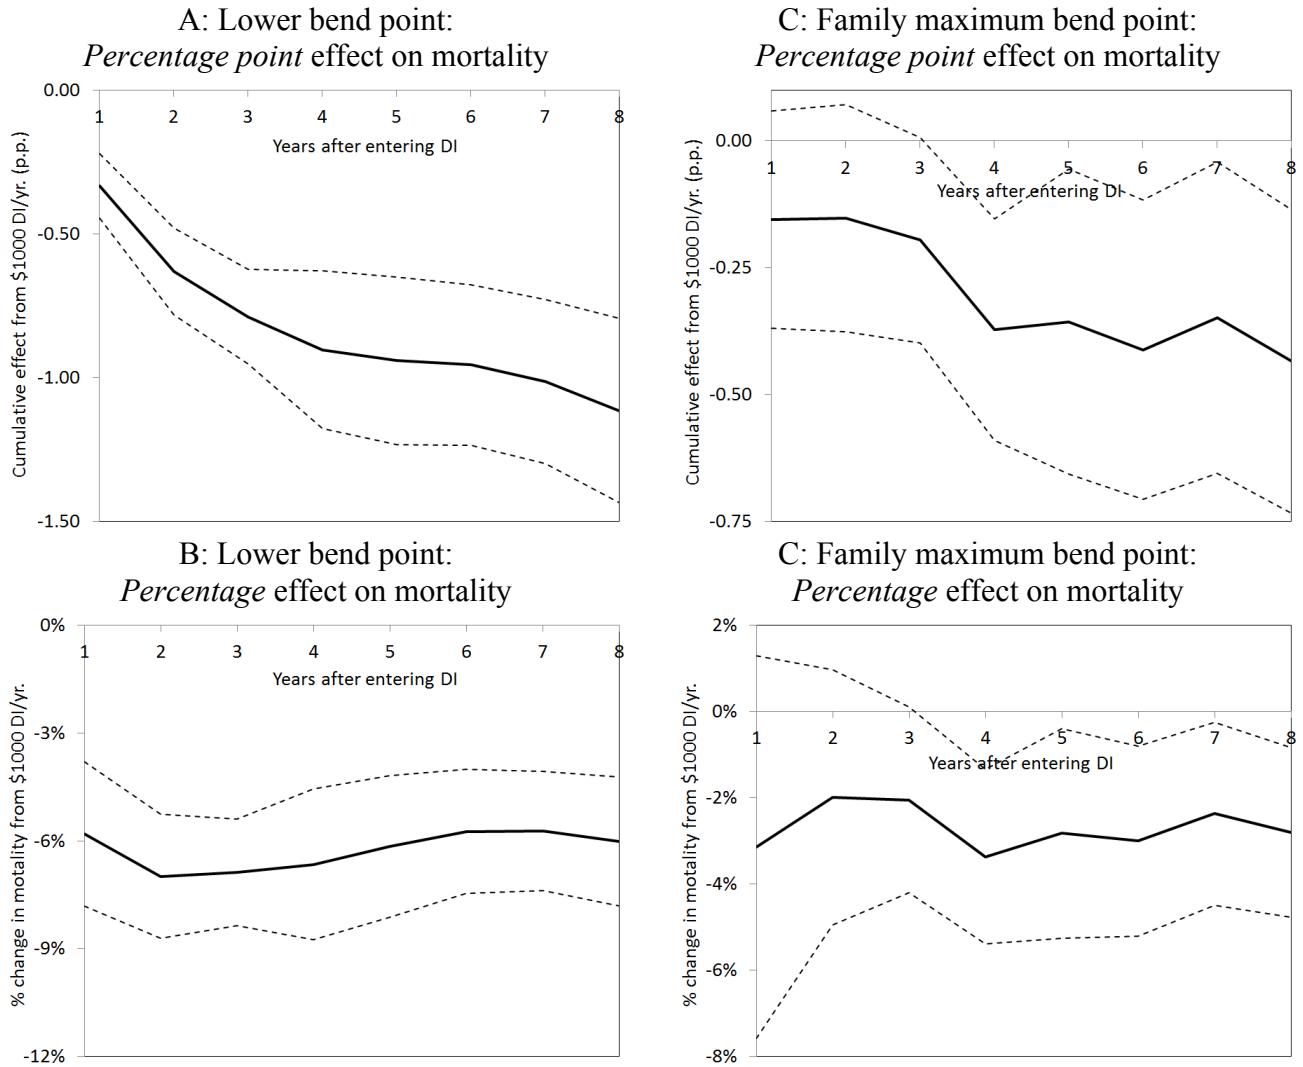 A: Lower bend point:
Percentage point effect on mortality
Cumulative effect from $1000 DI/yr. (p.p.)
0.00
-0.50
-1.00
-1.50
1 2 3 4 5 6 7 8
Years after entering DI
C: Family maximum bend point:
Percentage point effect on mortality
Cumulative effect from $1000 DI/yr. (p.p.)
0.00
-0.25
-0.50
-0.75
1 2 3 4 5 6 7 8
Years after entering DI
B: Lower bend point:
Percentage effect on mortality
% change in motality from $1000 DI/yr.
0%
-3%
-6%
-9%
-12%
1 2 3 4 5 6 7 8
Years after entering DI
C: Family maximum bend point:
Percentage effect on mortality
% change in motality from $1000 DI/yr.
2%
0%
-2%
-4%
-6%
-8%
1 2 3 4 5 6 7 8
Years after entering DI